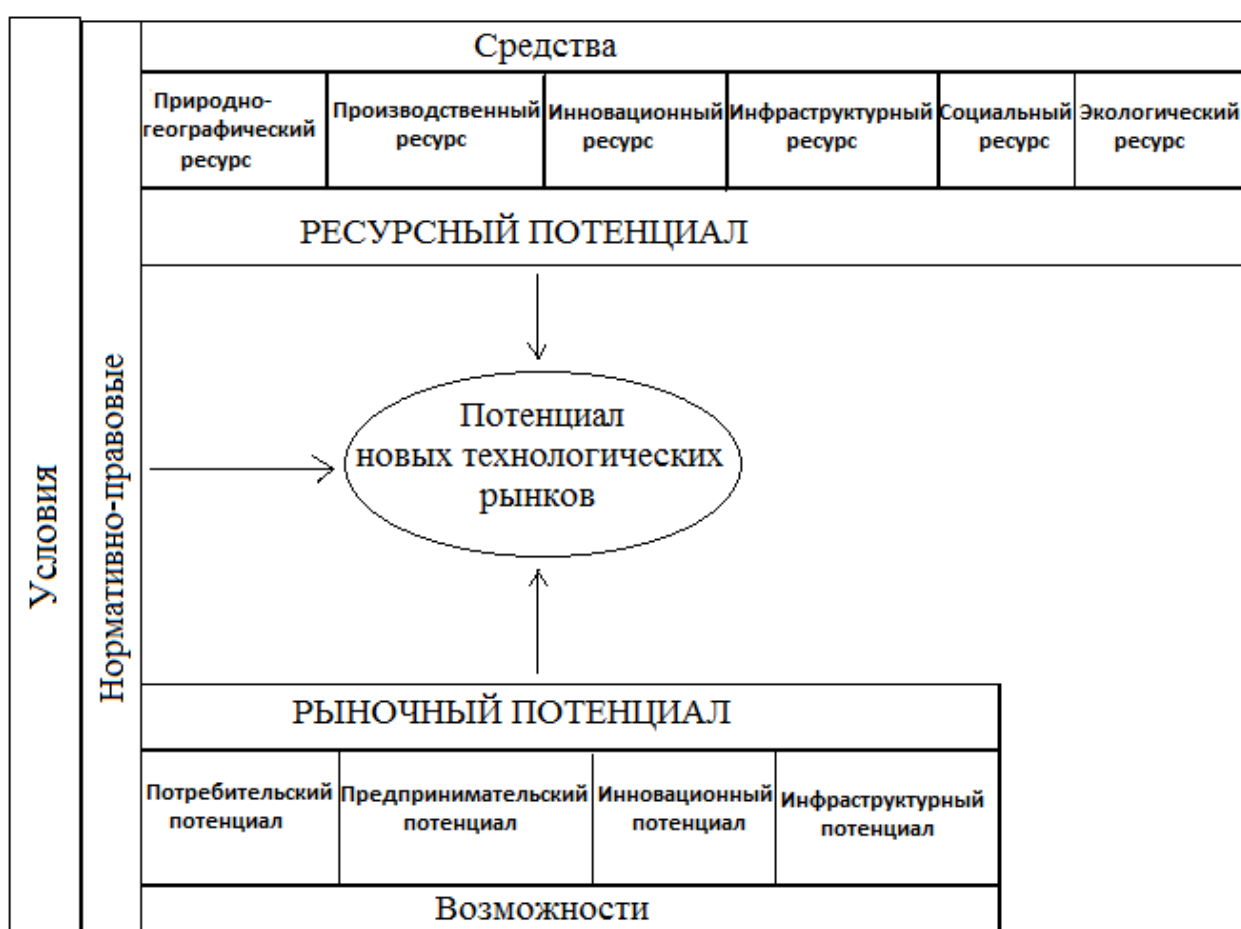 Условия
Нормативно-правовые
Средства
Природно-
географический
ресурс
Производственный
ресурс
Инновационный
ресурс
Инфраструктурный
ресурс
Социальный
ресурс
Экологический
ресурс
РЕСУРСНЫЙ ПОТЕНЦИАЛ
Потенциал
новых технологических
рынков
РЫНОЧНЫЙ ПОТЕНЦИАЛ
Потребительский
потенциал
Предпринимательский
потенциал
Инновационный
потенциал
Инфраструктурный
потенциал
Возможности